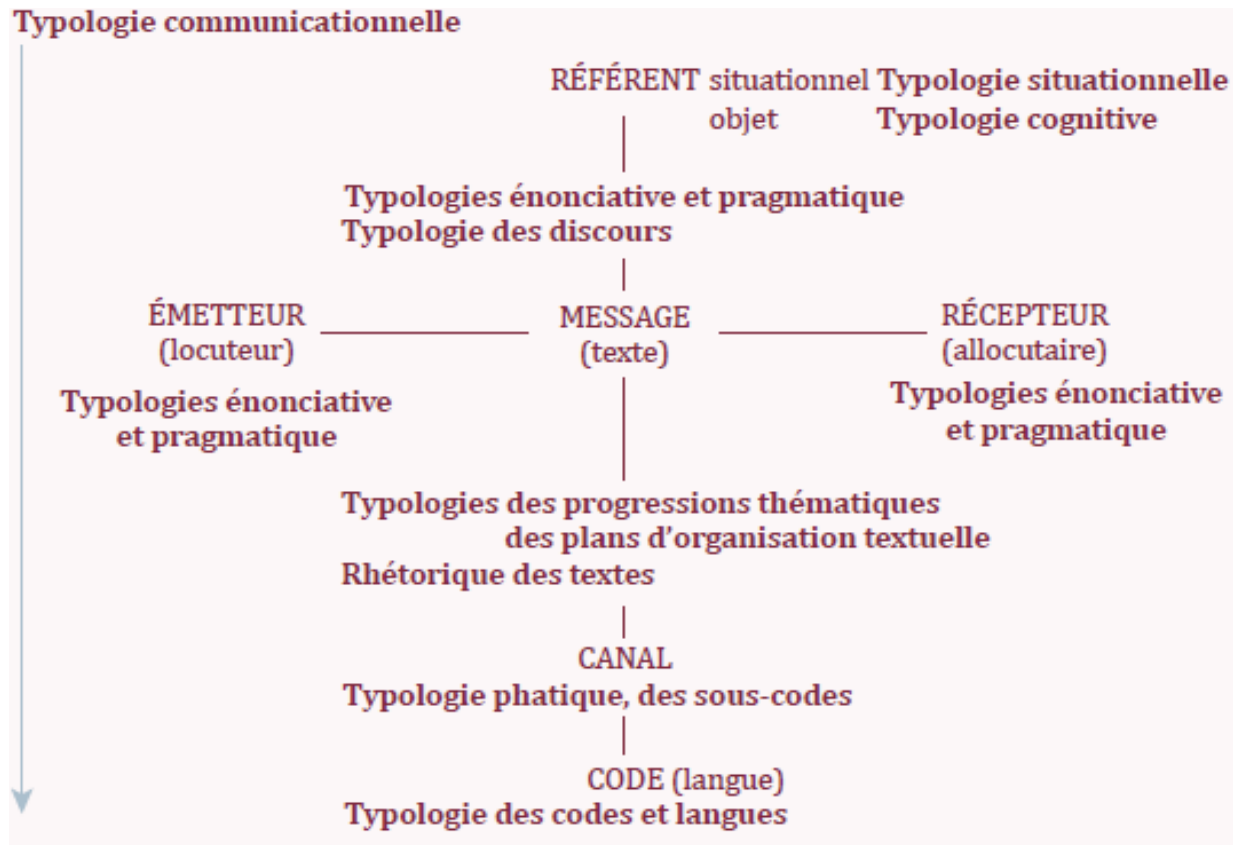 Typologie communicationnelle
RÉFÉRENT situationnel Typologie situationnelle
objet Typologie cognitive
Typologies énonciative et pragmatique
Typologie des discours
ÉMETTEUR MESSAGE RÉCEPTEUR
(locuteur) (texte) (allocutaire)
Typologies énonciative Typologies énonciative
et pragmatique et pragmatique
Typologies des progressions thématiques
des plans d'organisation textuelle
Rhétorique des textes
CANAL
Typologie phatique, des sous-codes
CODE (langue)
Typologie des codes et langues